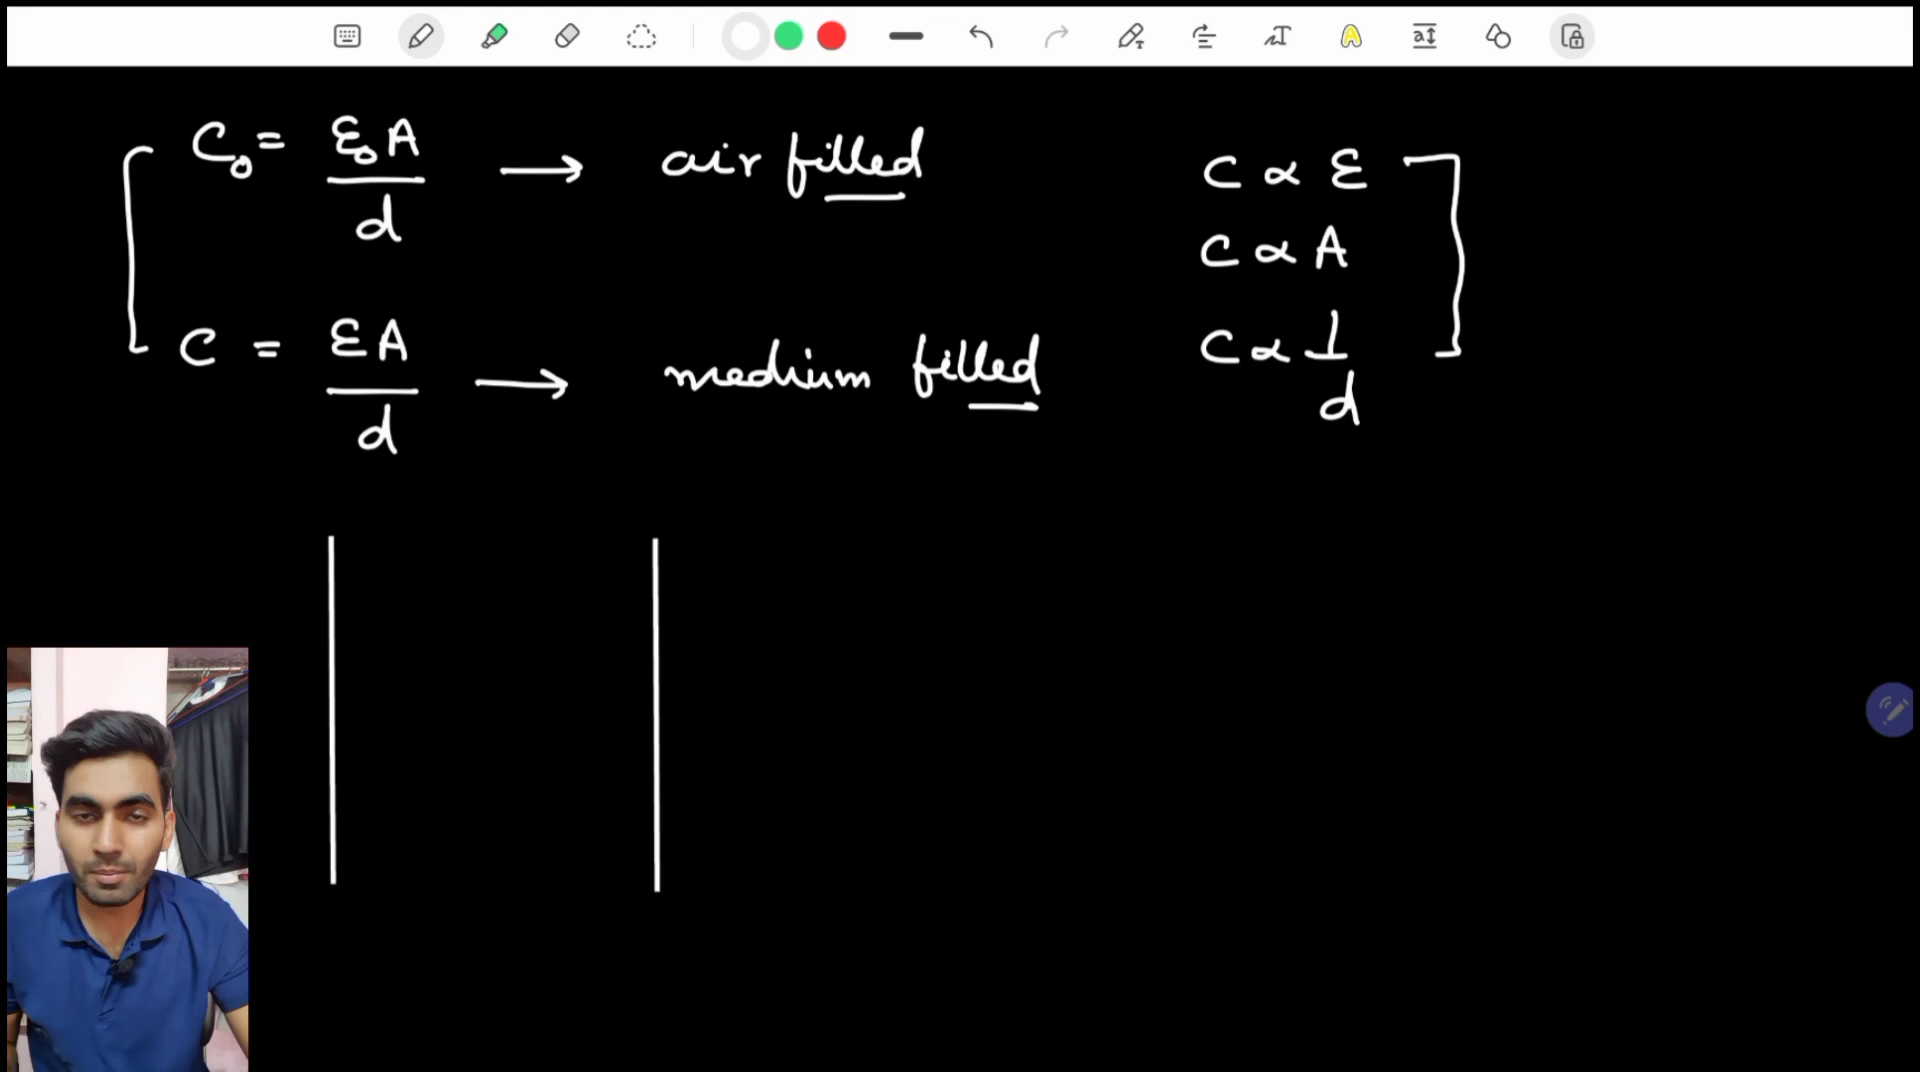 C₀ = ε₀A / d → air filled
C = εA / d → medium filled
C ∝ ε
C ∝ A
C ∝ 1 / d